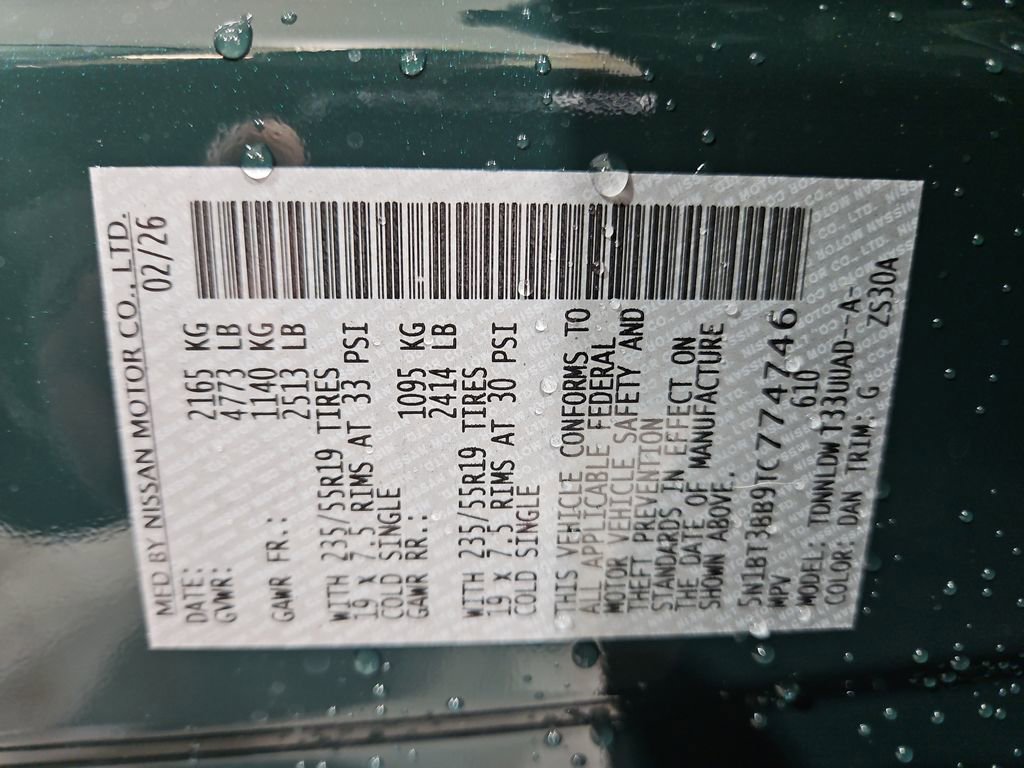 MFD BY NISSAN MOTOR CO., LTD.
DATE: 02/26
GVWR: 2165 KG
4773 LB
GAWR FR.: 1140 KG
2513 LB
WITH 235/55R19 TIRES
19 x 7.5 RIMS AT 33 PSI
COLD SINGLE
GAWR RR.: 1095 KG
2414 LB
WITH 235/55R19 TIRES
19 x 7.5 RIMS AT 30 PSI
COLD SINGLE
THIS VEHICLE CONFORMS TO
ALL APPLICABLE FEDERAL
MOTOR VEHICLE SAFETY AND
THEFT PREVENTION
STANDARDS IN EFFECT ON
THE DATE OF MANUFACTURE
SHOWN ABOVE.
5N1BT3BB9TC774746
MPV 610
MODEL: TDNNLDW T33UUAD--A-
COLOR: DAN TRIM: G ZS30A